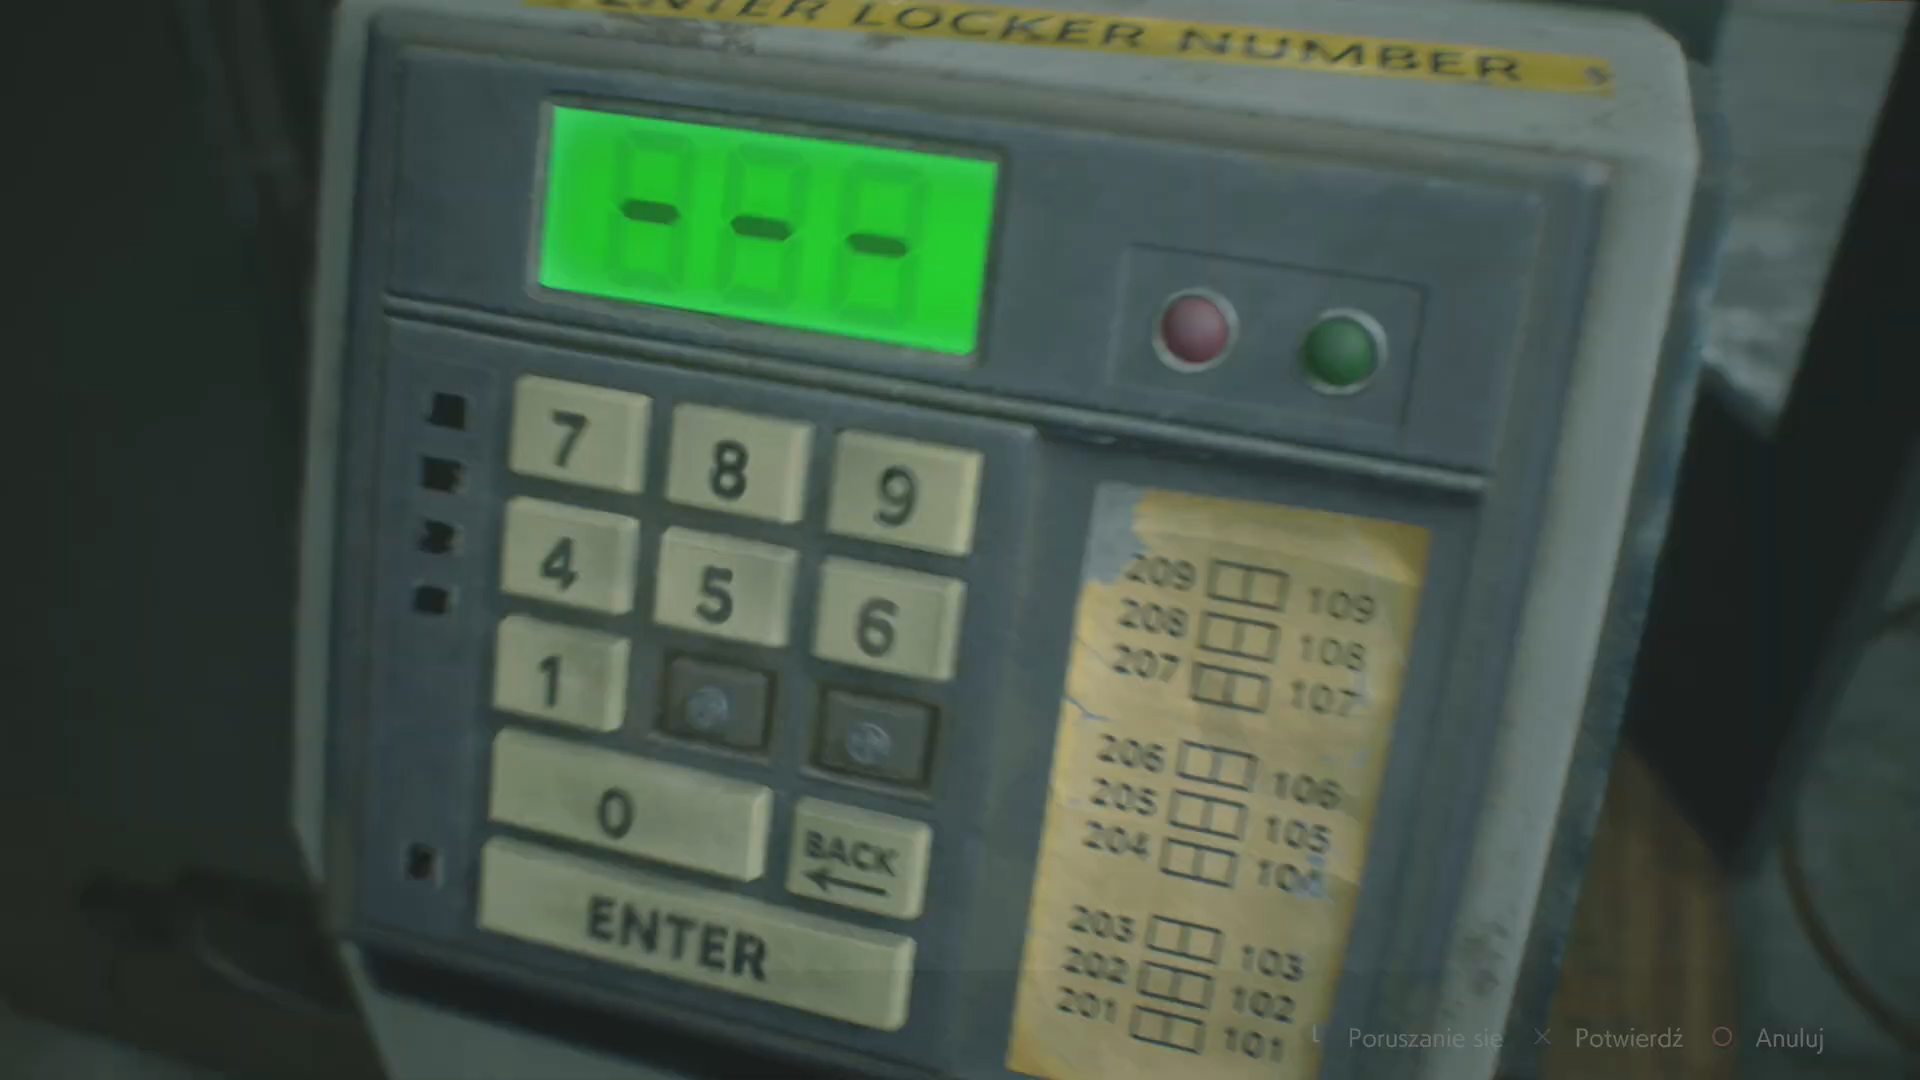 ENTER LOCKER NUMBER
7 8 9
4 5 6
1
0 BACK
ENTER
209 109
208 108
207 107
206 106
205 105
204 104
203 103
202 102
201 101
L Poruszanie się X Potwierdź O Anuluj